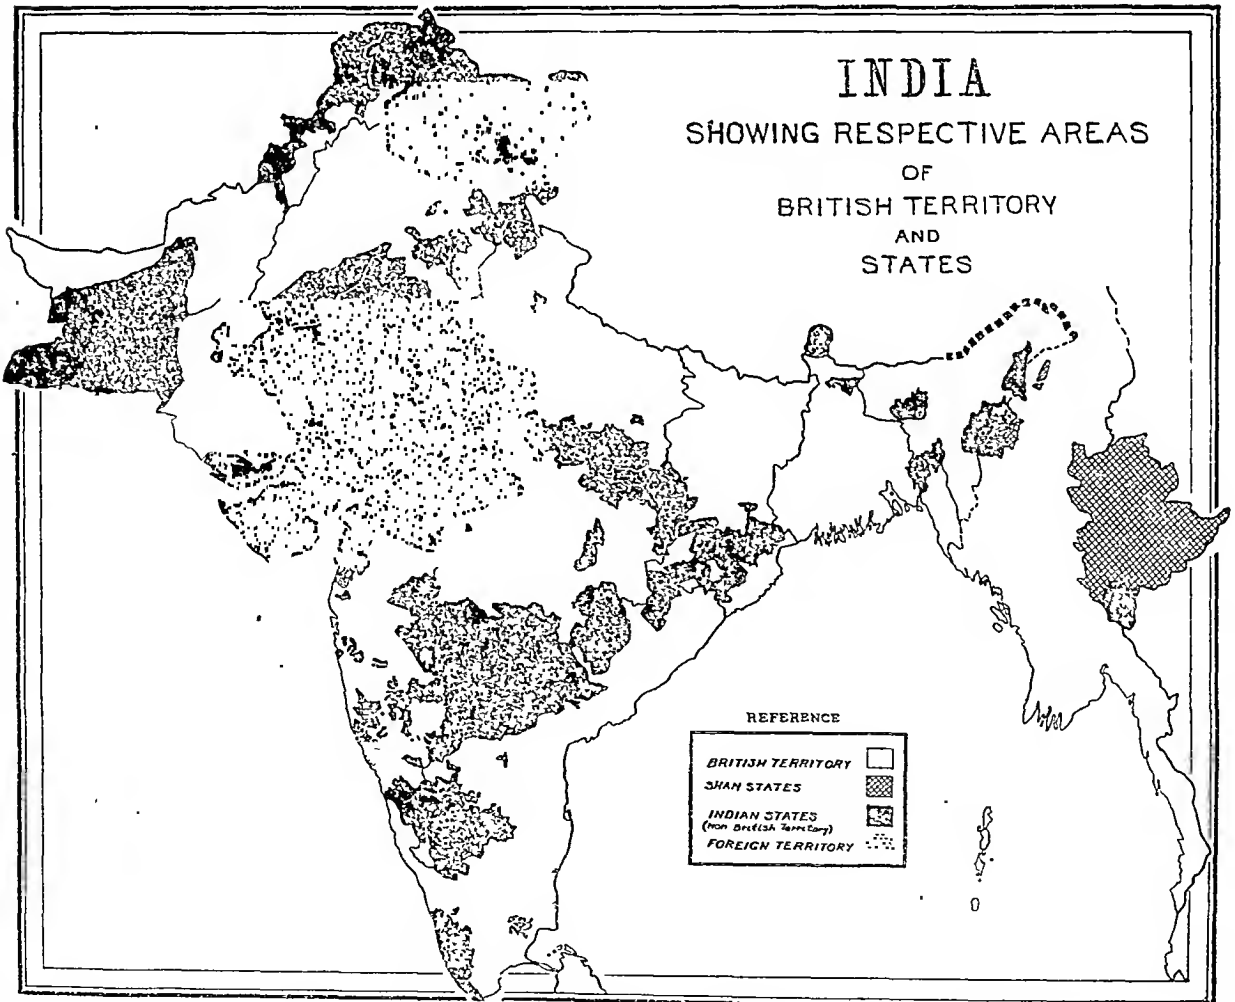 INDIA
SHOWING RESPECTIVE AREAS
OF
BRITISH TERRITORY
AND
STATES
REFERENCE
BRITISH TERRITORY
SHAN STATES
INDIAN STATES
(Non British Territory)
FOREIGN TERRITORY